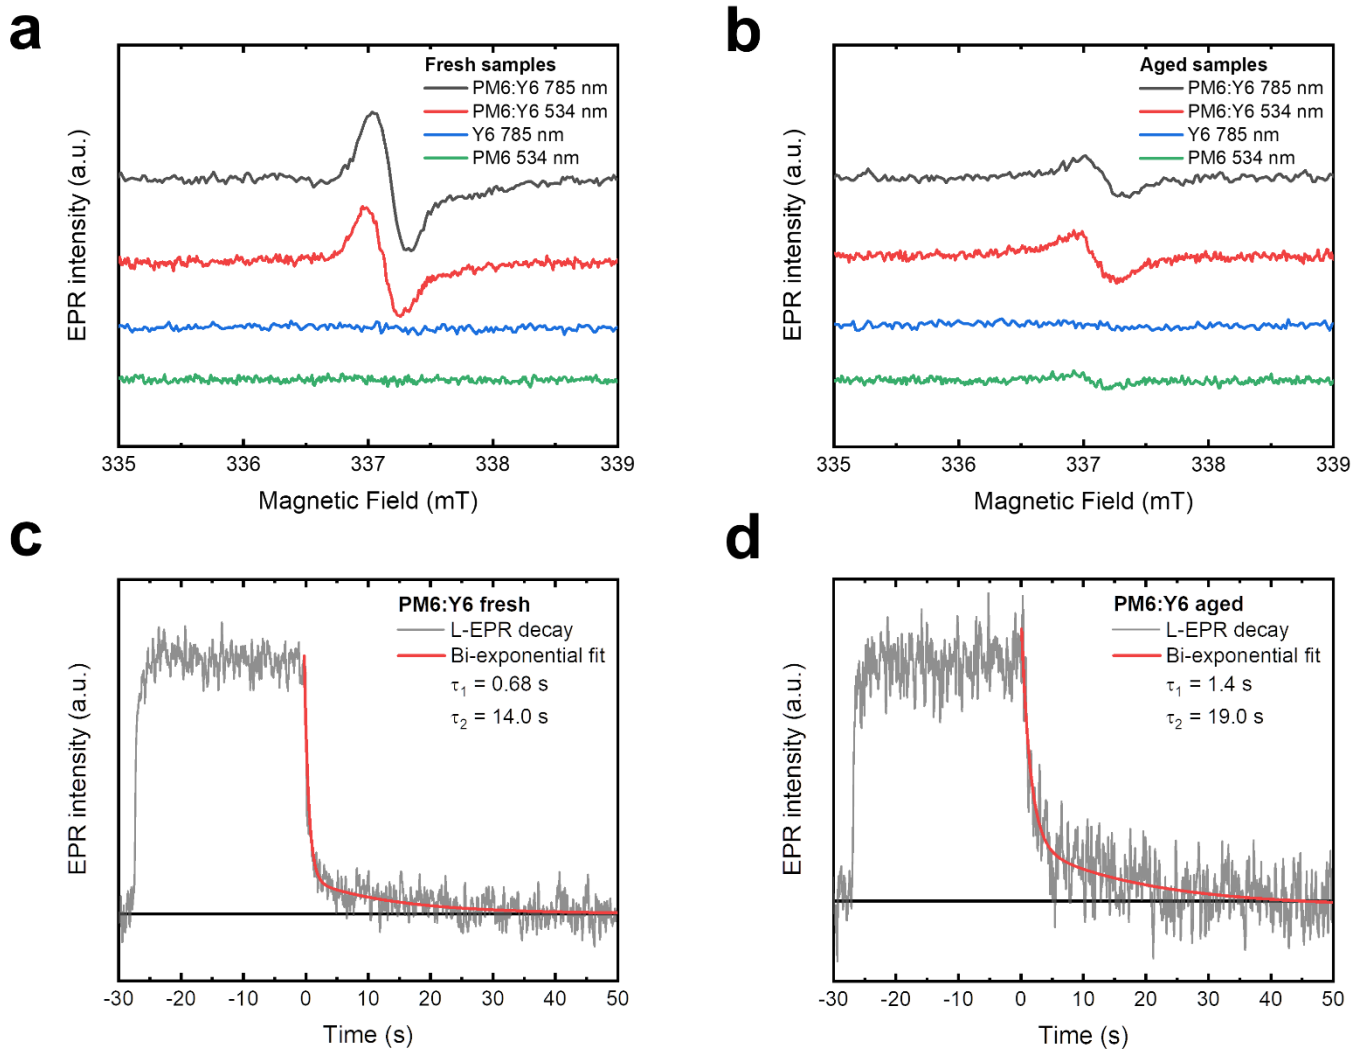 a
Fresh samples
PM6:Y6 785 nm
PM6:Y6 534 nm
Y6 785 nm
PM6 534 nm
EPR intensity (a.u.)
335 336 337 338 339
Magnetic Field (mT)
b
Aged samples
PM6:Y6 785 nm
PM6:Y6 534 nm
Y6 785 nm
PM6 534 nm
EPR intensity (a.u.)
335 336 337 338 339
Magnetic Field (mT)
c
PM6:Y6 fresh
L-EPR decay
Bi-exponential fit
τ₁ = 0.68 s
τ₂ = 14.0 s
EPR intensity (a.u.)
-30 -20 -10 0 10 20 30 40 50
Time (s)
d
PM6:Y6 aged
L-EPR decay
Bi-exponential fit
τ₁ = 1.4 s
τ₂ = 19.0 s
EPR intensity (a.u.)
-30 -20 -10 0 10 20 30 40 50
Time (s)